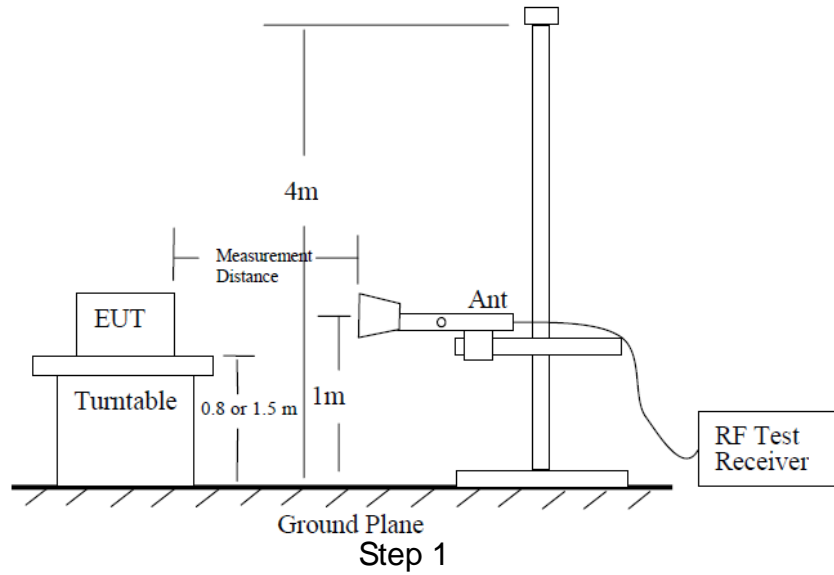 4m
Measurement
Distance
Ant
EUT
Turntable
0.8 or 1.5 m
1m
RF Test
Receiver
Ground Plane
Step 1